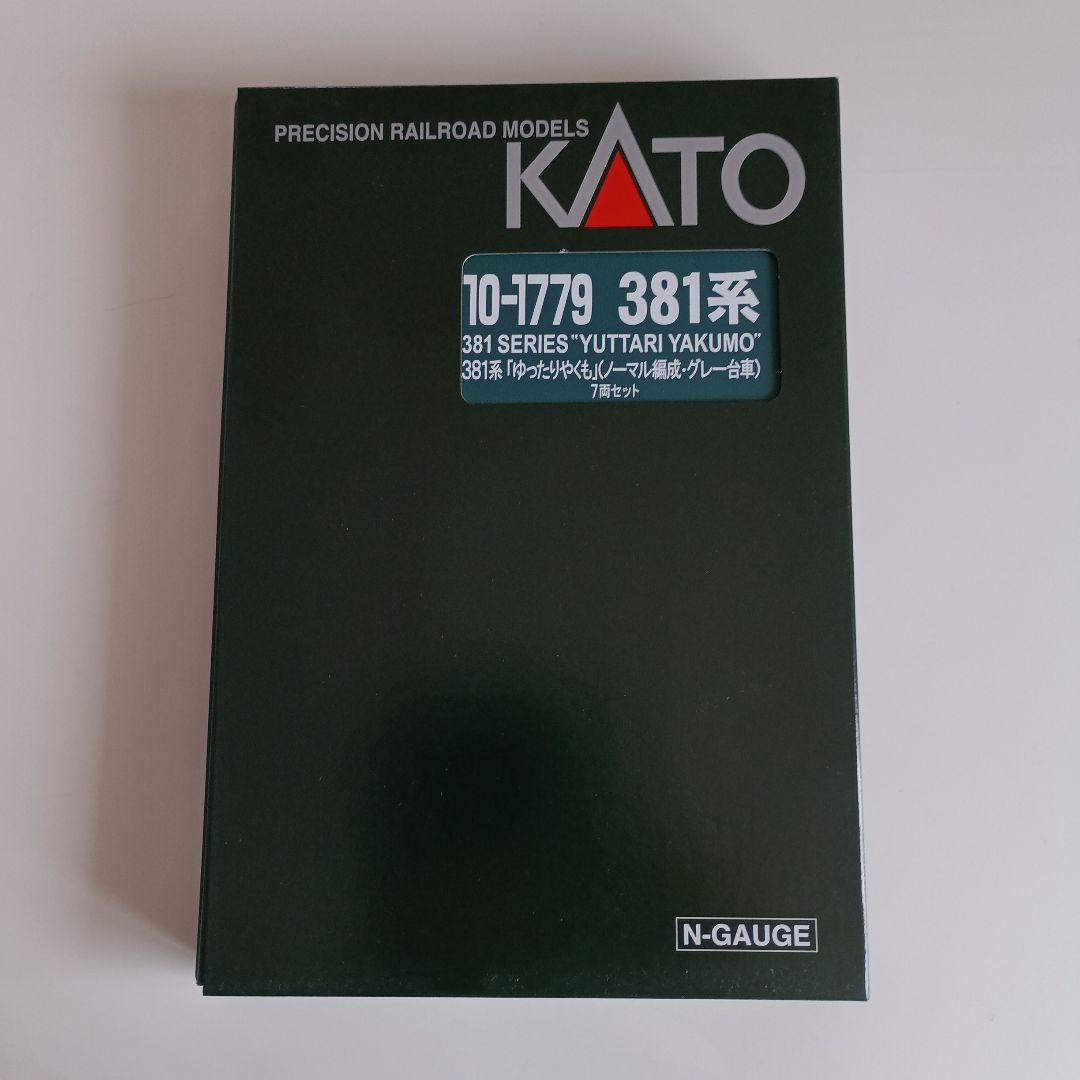 PRECISION RAILROAD MODELS
KATO
10-1779 381系
381 SERIES "YUTTARI YAKUMO"
381系「ゆったりやくも」(ノーマル編成・グレー台車)
7両セット
N-GAUGE